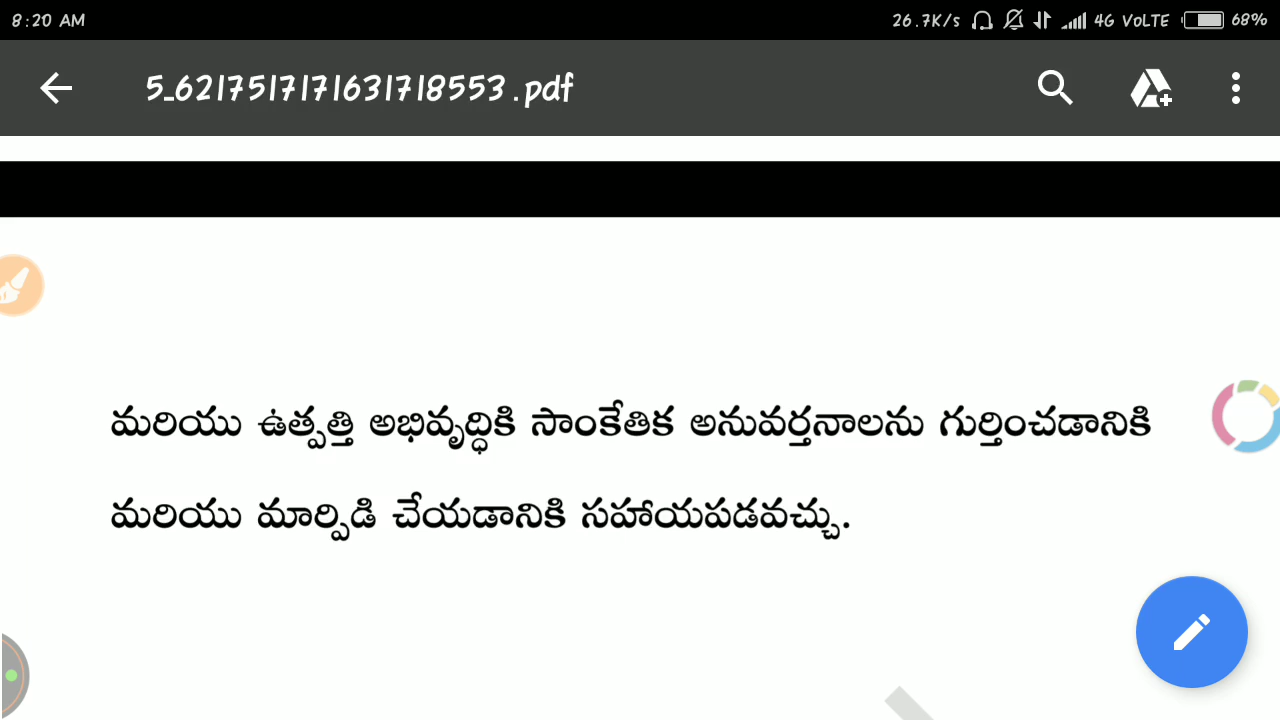 8:20 AM 26.7K/s 4G VoLTE 68%
5_6217517171631718553.pdf
మరియు ఉత్పత్తి అభివృద్ధికి సాంకేతిక అనువర్తనాలను గుర్తించడానికి
మరియు మార్పిడి చేయడానికి సహాయపడవచ్చు.